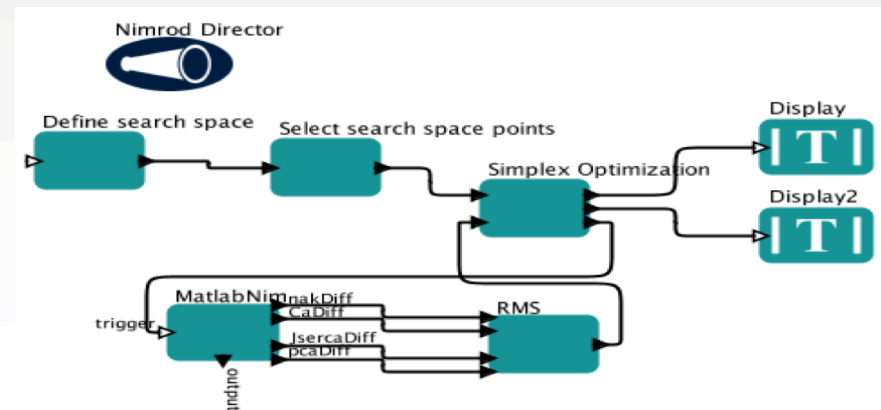 Nimrod Director
Define search space
Select search space points
Simplex Optimization
Display
T
Display2
T
MatlabNim
nakDiff
CaDiff
JsercaDiff
pcaDiff
trigger
output
RMS